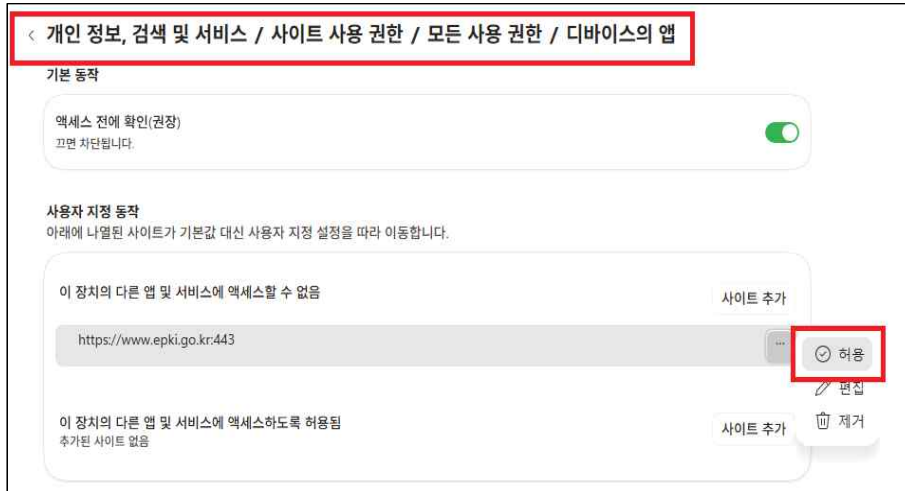 개인 정보, 검색 및 서비스 / 사이트 사용 권한 / 모든 사용 권한 / 디바이스의 앱
기본 동작
액세스 전에 확인(권장)
끄면 차단됩니다.
사용자 지정 동작
아래에 나열된 사이트가 기본값 대신 사용자 지정 설정을 따라 이동합니다.
이 장치의 다른 앱 및 서비스에 액세스할 수 없음
사이트 추가
https://www.epki.go.kr:443
허용
편집
제거
이 장치의 다른 앱 및 서비스에 액세스하도록 허용됨
추가된 사이트 없음
사이트 추가